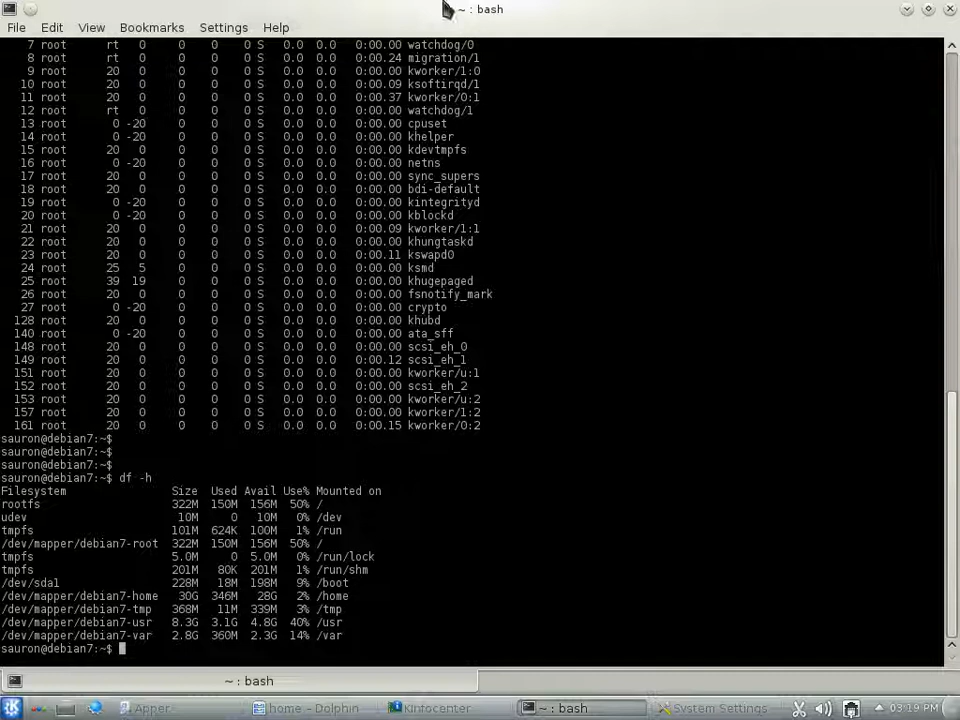 ~ : bash
File Edit View Bookmarks Settings Help
7 root rt 0 0 0 0 S 0.0 0.0 0:00.00 watchdog/0
8 root rt 0 0 0 0 S 0.0 0.0 0:00.24 migration/1
9 root 20 0 0 0 0 S 0.0 0.0 0:00.00 kworker/1:0
10 root 20 0 0 0 0 S 0.0 0.0 0:00.09 ksoftirqd/1
11 root 20 0 0 0 0 S 0.0 0.0 0:00.37 kworker/0:1
12 root rt 0 0 0 0 S 0.0 0.0 0:00.00 watchdog/1
13 root 0 -20 0 0 0 S 0.0 0.0 0:00.00 cpuset
14 root 0 -20 0 0 0 S 0.0 0.0 0:00.00 khelper
15 root 20 0 0 0 0 S 0.0 0.0 0:00.00 kdevtmpfs
16 root 0 -20 0 0 0 S 0.0 0.0 0:00.00 netns
17 root 20 0 0 0 0 S 0.0 0.0 0:00.00 sync_supers
18 root 20 0 0 0 0 S 0.0 0.0 0:00.00 bdi-default
19 root 0 -20 0 0 0 S 0.0 0.0 0:00.00 kintegrityd
20 root 0 -20 0 0 0 S 0.0 0.0 0:00.00 kblockd
21 root 20 0 0 0 0 S 0.0 0.0 0:00.09 kworker/1:1
22 root 20 0 0 0 0 S 0.0 0.0 0:00.00 khungtaskd
23 root 20 0 0 0 0 S 0.0 0.0 0:00.11 kswapd0
24 root 25 5 0 0 0 S 0.0 0.0 0:00.00 ksmd
25 root 39 19 0 0 0 S 0.0 0.0 0:00.00 khugepaged
26 root 20 0 0 0 0 S 0.0 0.0 0:00.00 fsnotify_mark
27 root 0 -20 0 0 0 S 0.0 0.0 0:00.00 crypto
128 root 20 0 0 0 0 S 0.0 0.0 0:00.00 khubd
140 root 0 -20 0 0 0 S 0.0 0.0 0:00.00 ata_sff
148 root 20 0 0 0 0 S 0.0 0.0 0:00.00 scsi_eh_0
149 root 20 0 0 0 0 S 0.0 0.0 0:00.12 scsi_eh_1
151 root 20 0 0 0 0 S 0.0 0.0 0:00.00 kworker/u:1
152 root 20 0 0 0 0 S 0.0 0.0 0:00.00 scsi_eh_2
153 root 20 0 0 0 0 S 0.0 0.0 0:00.00 kworker/u:2
157 root 20 0 0 0 0 S 0.0 0.0 0:00.00 kworker/1:2
161 root 20 0 0 0 0 S 0.0 0.0 0:00.15 kworker/0:2
sauron@debian7:~$
sauron@debian7:~$
sauron@debian7:~$
sauron@debian7:~$ df -h
Filesystem Size Used Avail Use% Mounted on
rootfs 322M 150M 156M 50% /
udev 10M 0 10M 0% /dev
tmpfs 101M 624K 100M 1% /run
/dev/mapper/debian7-root 322M 150M 156M 50% /
tmpfs 5.0M 0 5.0M 0% /run/lock
tmpfs 201M 80K 201M 1% /run/shm
/dev/sda1 228M 18M 198M 9% /boot
/dev/mapper/debian7-home 30G 346M 28G 2% /home
/dev/mapper/debian7-tmp 368M 11M 339M 3% /tmp
/dev/mapper/debian7-usr 8.3G 3.1G 4.8G 40% /usr
/dev/mapper/debian7-var 2.8G 360M 2.3G 14% /var
sauron@debian7:~$
~ : bash
Apper home - Dolphin KInfocenter ~ : bash System Settings 03:19 PM